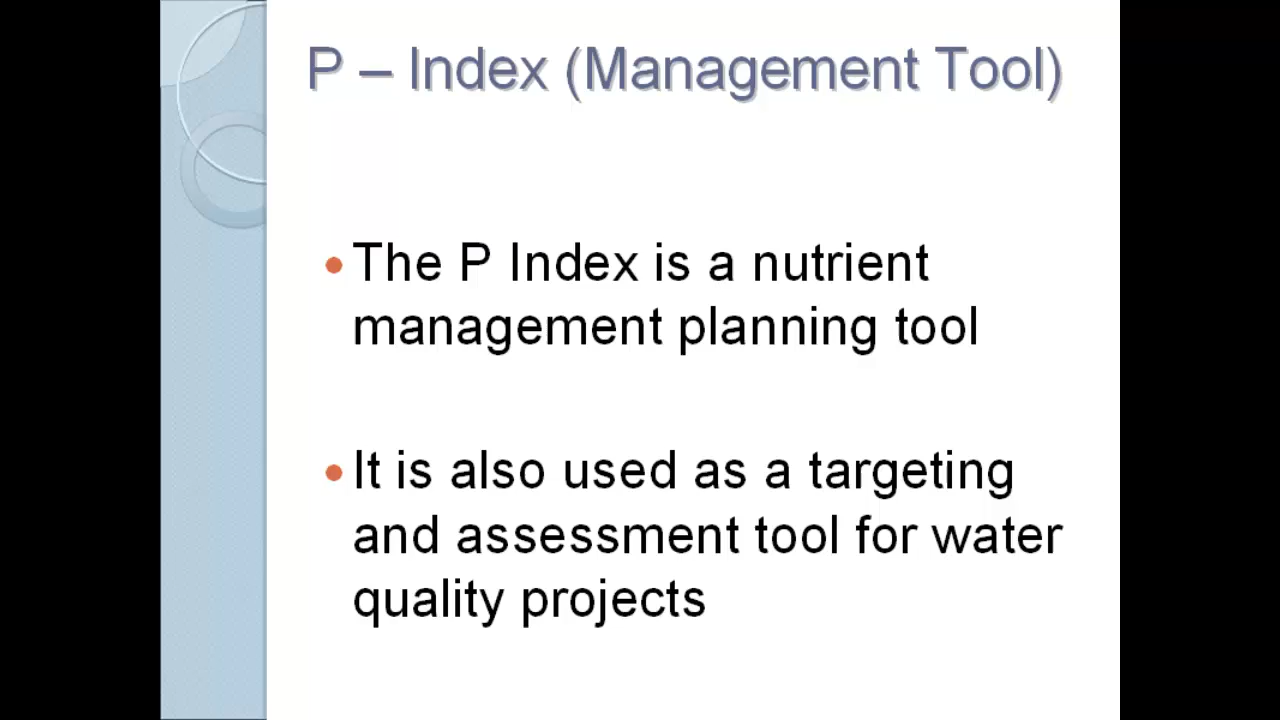 P – Index (Management Tool)
• The P Index is a nutrient
management planning tool
• It is also used as a targeting
and assessment tool for water
quality projects